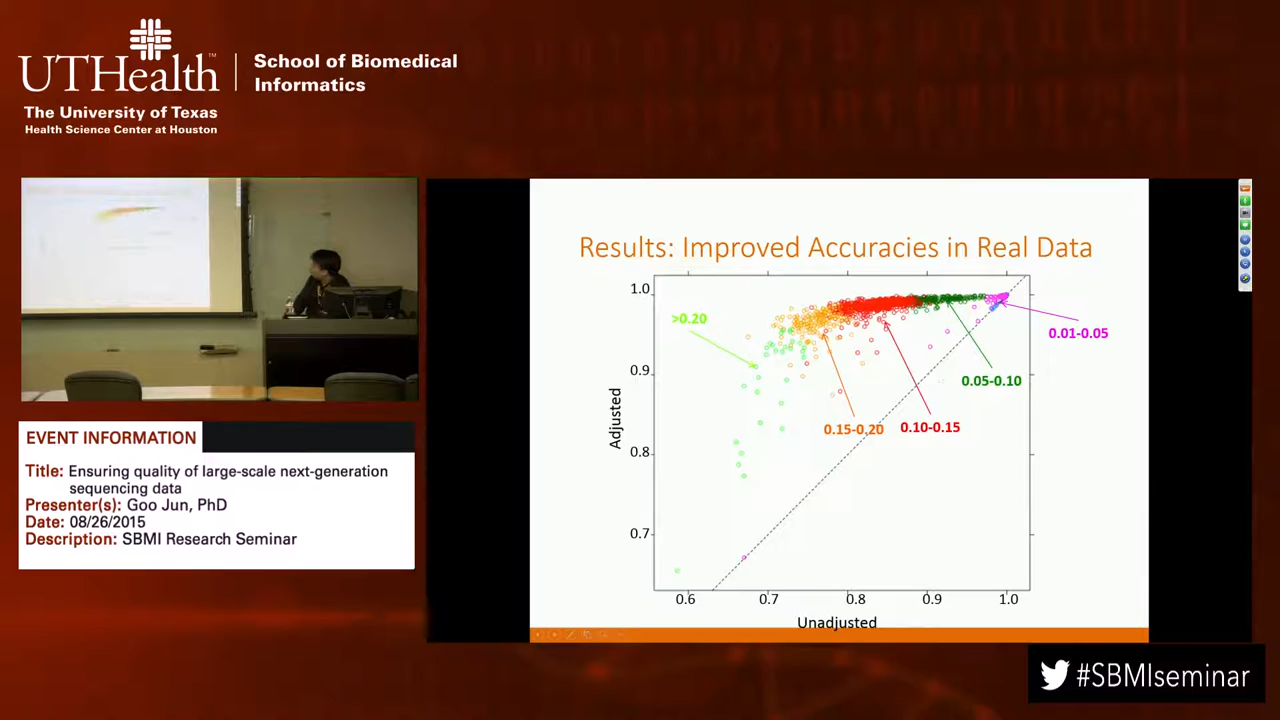 UTHealth™
The University of Texas
Health Science Center at Houston
School of Biomedical
Informatics
EVENT INFORMATION
Title: Ensuring quality of large-scale next-generation
sequencing data
Presenter(s): Goo Jun, PhD
Date: 08/26/2015
Description: SBMI Research Seminar
Results: Improved Accuracies in Real Data
1.0
0.9
0.8
0.7
Adjusted
>0.20
0.01-0.05
0.05-0.10
0.15-0.20
0.10-0.15
0.6
0.7
0.8
0.9
1.0
Unadjusted
#SBMIseminar